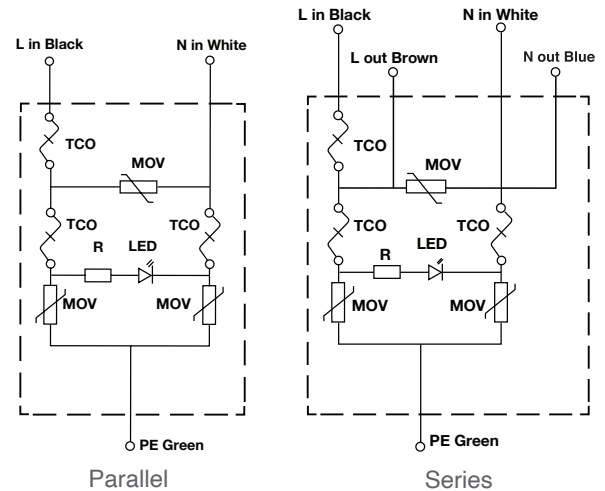 L in Black
N in White
TCO
MOV
TCO
TCO
R
LED
MOV
MOV
PE Green
Parallel
L in Black
N in White
L out Brown
N out Blue
TCO
MOV
TCO
TCO
R
LED
MOV
MOV
PE Green
Series